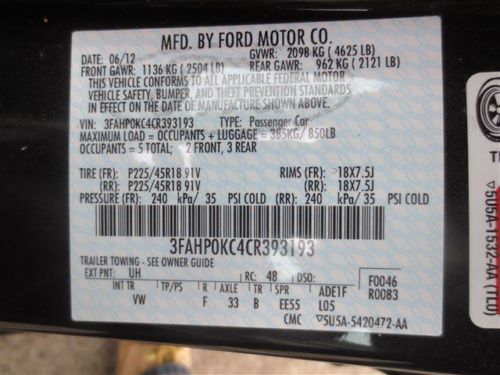 MFD. BY FORD MOTOR CO.
DATE: 06/12 GVWR: 2098 KG ( 4625 LB)
FRONT GAWR: 1136 KG ( 2504 LB) REAR GAWR: 962 KG ( 2121 LB)
THIS VEHICLE CONFORMS TO ALL APPLICABLE FEDERAL MOTOR
VEHICLE SAFETY, BUMPER, AND THEFT PREVENTION STANDARDS
IN EFFECT ON THE DATE OF MANUFACTURE SHOWN ABOVE.
VIN: 3FAHP0KC4CR393193 TYPE: Passenger Car
MAXIMUM LOAD = OCCUPANTS + LUGGAGE = 385KG/ 850LB
OCCUPANTS = 5 TOTAL; 2 FRONT, 3 REAR
TIRE (FR): P225/45R18 91V RIMS (FR): 18X7.5J
(RR): P225/45R18 91V (RR): 18X7.5J
PRESSURE (FR): 240 kPa/ 35 PSI COLD (RR): 240 kPa/ 35 PSI COLD
3FAHP0KC4CR393193
TRAILER TOWING - SEE OWNER GUIDE
EXT PNT: UH RC: 48 DSO: F0046
INT TR TP/PS R AXLE TR SPR ADE1F R0083
VW F 33 B EE55 L05
CMC 5U5A-5420472-AA
5U5A-1532-AA (TL0)